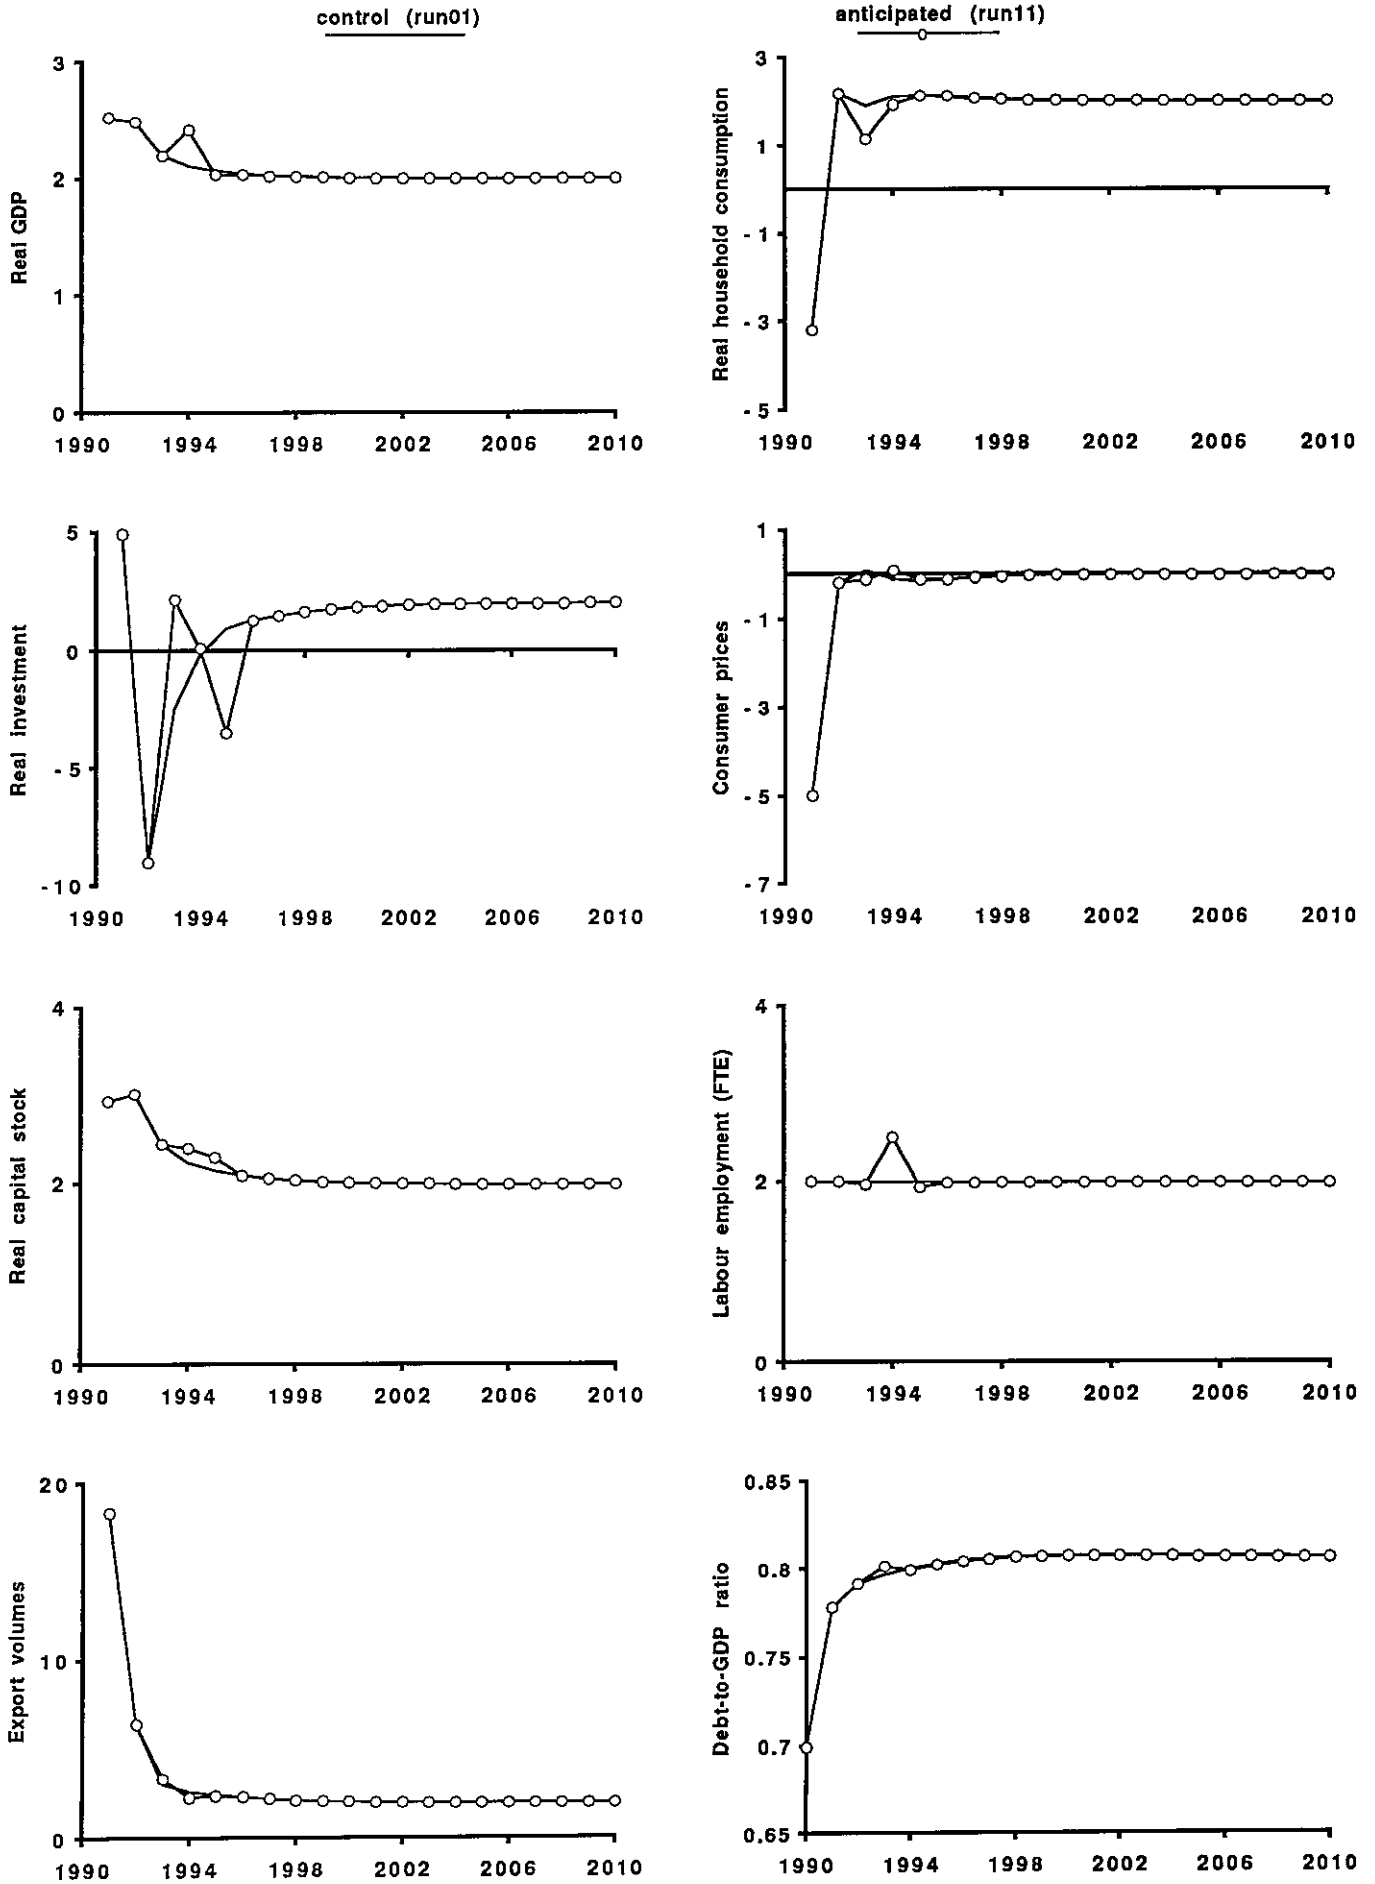 control (run01)
anticipated (run11)
3
2
1
0
Real GDP
1990 1994 1998 2002 2006 2010
3
1
- 1
- 3
- 5
Real household consumption
1990 1994 1998 2002 2006 2010
5
0
- 5
-10
Real investment
1990 1994 1998 2002 2006 2010
1
- 1
- 3
- 5
- 7
Consumer prices
1990 1994 1998 2002 2006 2010
4
2
0
Real capital stock
1990 1994 1998 2002 2006 2010
4
2
0
Labour employment (FTE)
1990 1994 1998 2002 2006 2010
20
10
0
Export volumes
1990 1994 1998 2002 2006 2010
0.85
0.8
0.75
0.7
0.65
Debt-to-GDP ratio
1990 1994 1998 2002 2006 2010